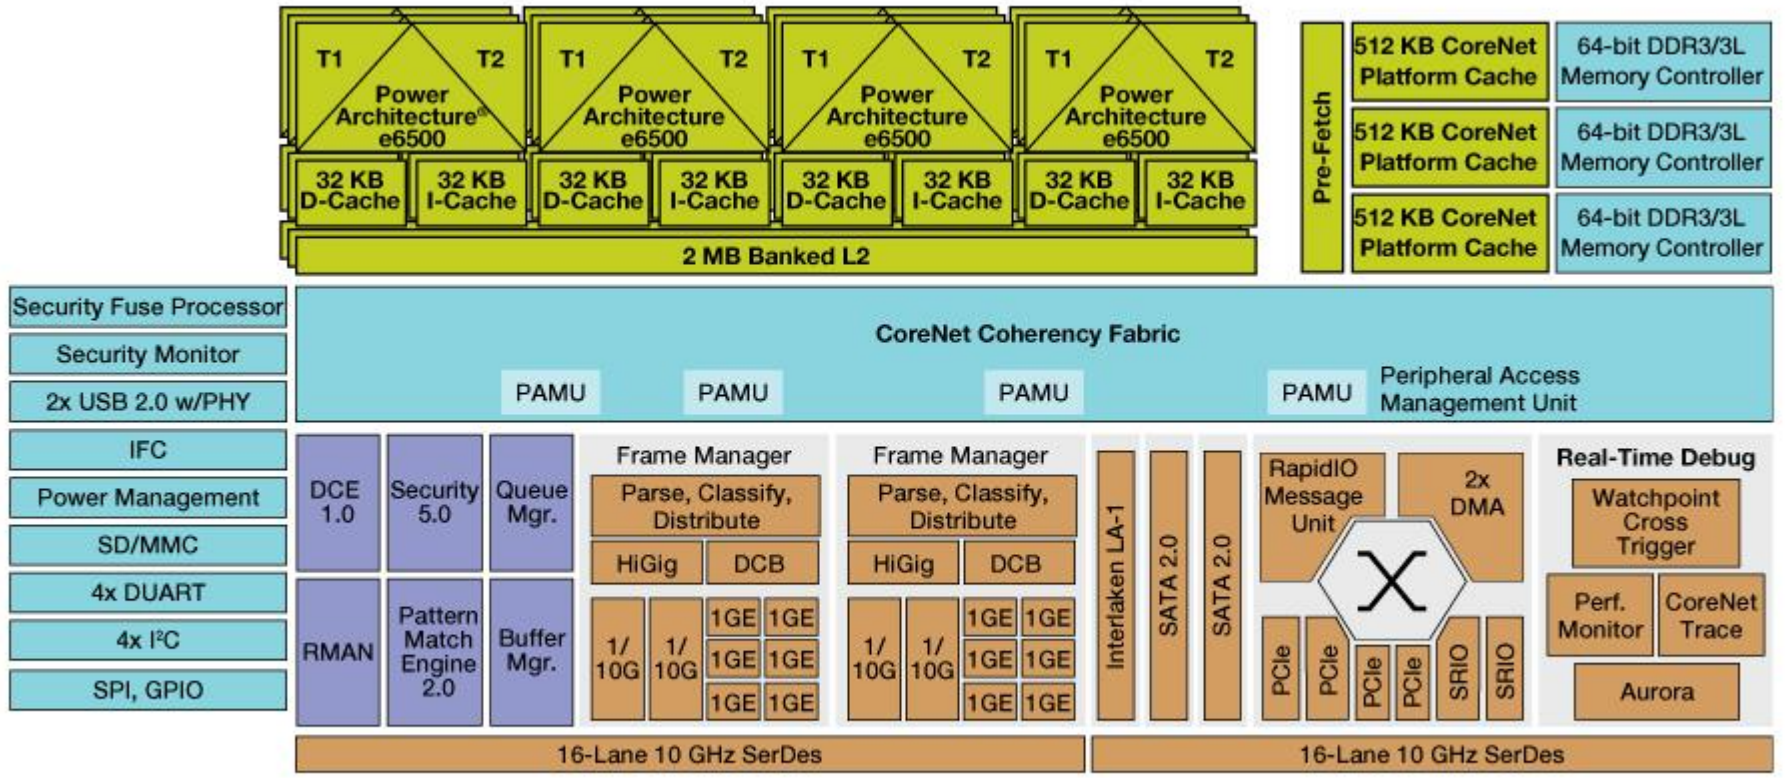 T1
T2
Power
Architecture®
e6500
T1
T2
Power
Architecture
e6500
T1
T2
Power
Architecture
e6500
T1
T2
Power
Architecture
e6500
32 KB
D-Cache
32 KB
I-Cache
32 KB
D-Cache
32 KB
I-Cache
32 KB
D-Cache
32 KB
I-Cache
32 KB
D-Cache
32 KB
I-Cache
2 MB Banked L2
Pre-Fetch
512 KB CoreNet
Platform Cache
64-bit DDR3/3L
Memory Controller
512 KB CoreNet
Platform Cache
64-bit DDR3/3L
Memory Controller
512 KB CoreNet
Platform Cache
64-bit DDR3/3L
Memory Controller
Security Fuse Processor
Security Monitor
2x USB 2.0 w/PHY
IFC
Power Management
SD/MMC
4x DUART
4x I²C
SPI, GPIO
CoreNet Coherency Fabric
PAMU
PAMU
PAMU
PAMU
Peripheral Access
Management Unit
DCE
1.0
Security
5.0
Queue
Mgr.
RMAN
Pattern
Match
Engine
2.0
Buffer
Mgr.
Frame Manager
Parse, Classify,
Distribute
HiGig
DCB
1/
10G
1/
10G
1GE
1GE
1GE
1GE
1GE
1GE
Frame Manager
Parse, Classify,
Distribute
HiGig
DCB
1/
10G
1/
10G
1GE
1GE
1GE
1GE
1GE
1GE
Interlaken LA-1
SATA 2.0
SATA 2.0
RapidIO
Message
Unit
2x
DMA
PCIe
PCIe
PCIe
PCIe
SRIO
SRIO
Real-Time Debug
Watchpoint
Cross
Trigger
Perf.
Monitor
CoreNet
Trace
Aurora
16-Lane 10 GHz SerDes
16-Lane 10 GHz SerDes